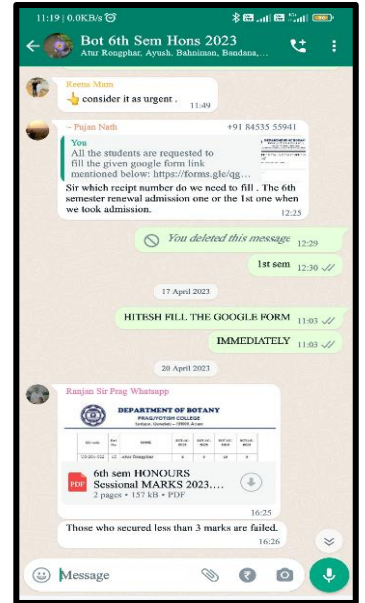 11:19 | 0.0KB/s
Bot 6th Sem Hons 2023
Atur Rongphar, Ayush, Bahniman, Bandana,...
Reena Mam
👆 consider it as urgent .
11:49
~ Pujan Nath +91 84535 55941
You
All the students are requested to
fill the given google form link
mentioned below: https://forms.gle/qg...
Sir which recipt number do we need to fill . The 6th
semester renewal admission one or the 1st one when
we took admission.
12:25
You deleted this message 12:29
1st sem 12:30
17 April 2023
HITESH FILL THE GOOGLE FORM 11:03
IMMEDIATELY 11:03
20 April 2023
Ranjan Sir Prag Whatsapp
DEPARTMENT OF BOTANY
PRAGJYOTISH COLLEGE
Atur Rongphar
6th sem HONOURS
Sessional MARKS 2023....
PDF
2 pages • 157 kB • PDF
16:25
Those who secured less than 3 marks are failed.
16:26
Message